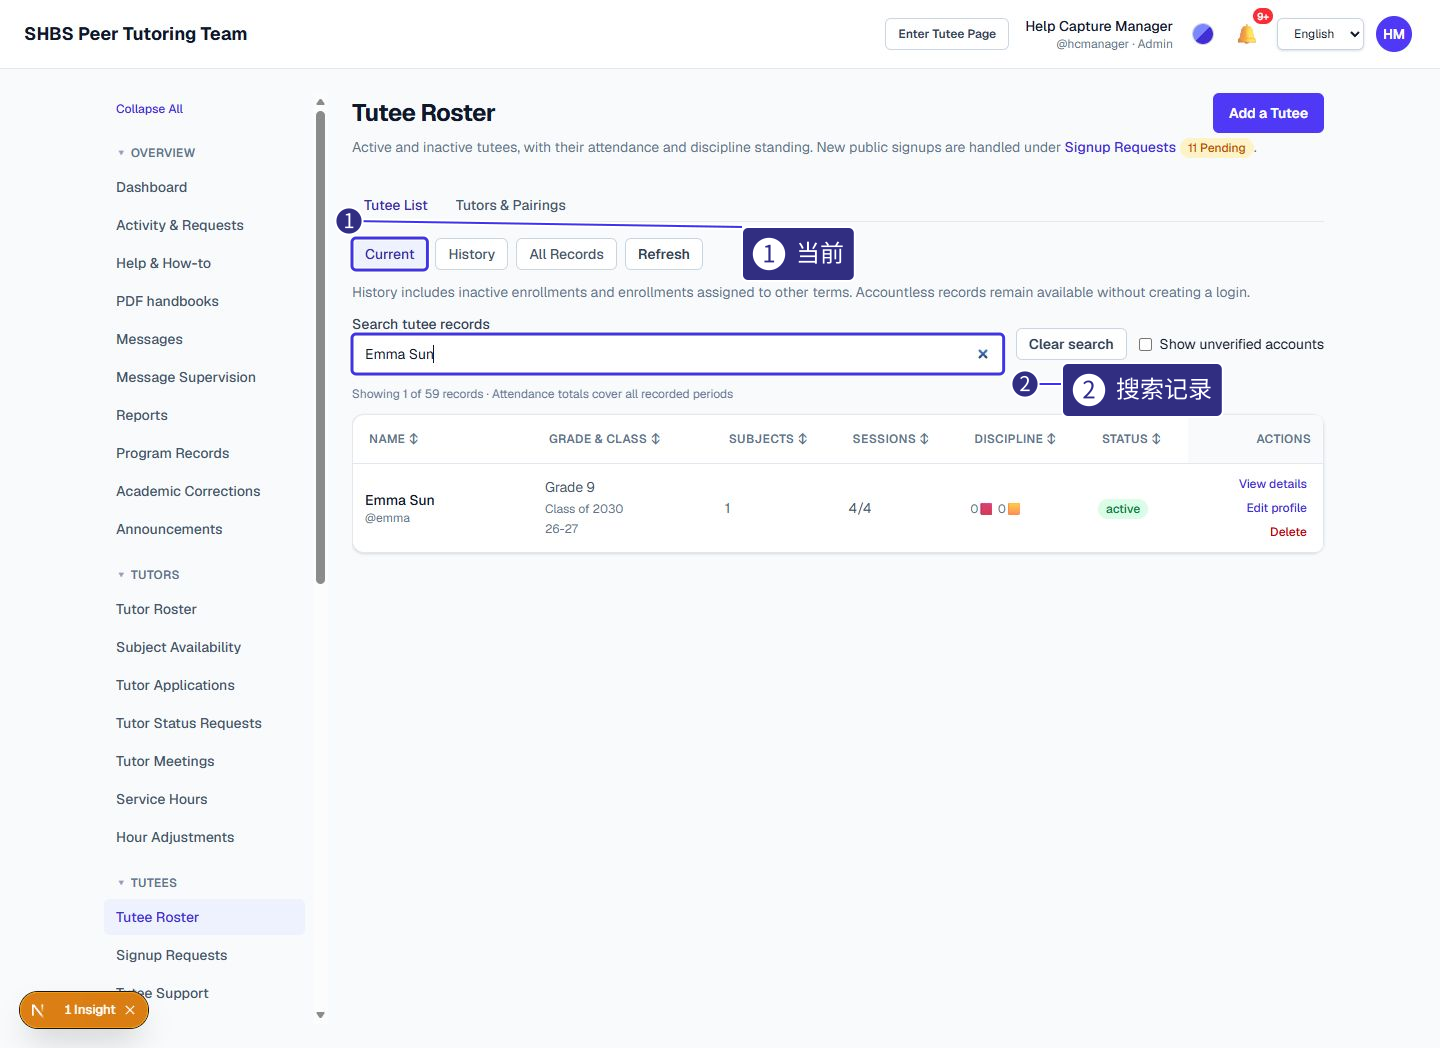 SHBS Peer Tutoring Team
Enter Tutee Page
Help Capture Manager
@hcmanager · Admin
9+
English
HM
Collapse All
OVERVIEW
Dashboard
Activity & Requests
Help & How-to
PDF handbooks
Messages
Message Supervision
Reports
Program Records
Academic Corrections
Announcements
TUTORS
Tutor Roster
Subject Availability
Tutor Applications
Tutor Status Requests
Tutor Meetings
Service Hours
Hour Adjustments
TUTEES
Tutee Roster
Signup Requests
Tutee Support
1 Insight
Tutee Roster
Add a Tutee
Active and inactive tutees, with their attendance and discipline standing. New public signups are handled under Signup Requests 11 Pending .
Tutee List Tutors & Pairings
1
1 当前
Current History All Records Refresh
History includes inactive enrollments and enrollments assigned to other terms. Accountless records remain available without creating a login.
Search tutee records
Emma Sun
Clear search
Show unverified accounts
2
2 搜索记录
Showing 1 of 59 records · Attendance totals cover all recorded periods
NAME GRADE & CLASS SUBJECTS SESSIONS DISCIPLINE STATUS ACTIONS
Emma Sun
@emma
Grade 9
Class of 2030
26-27
1
4/4
0 0
active
View details
Edit profile
Delete